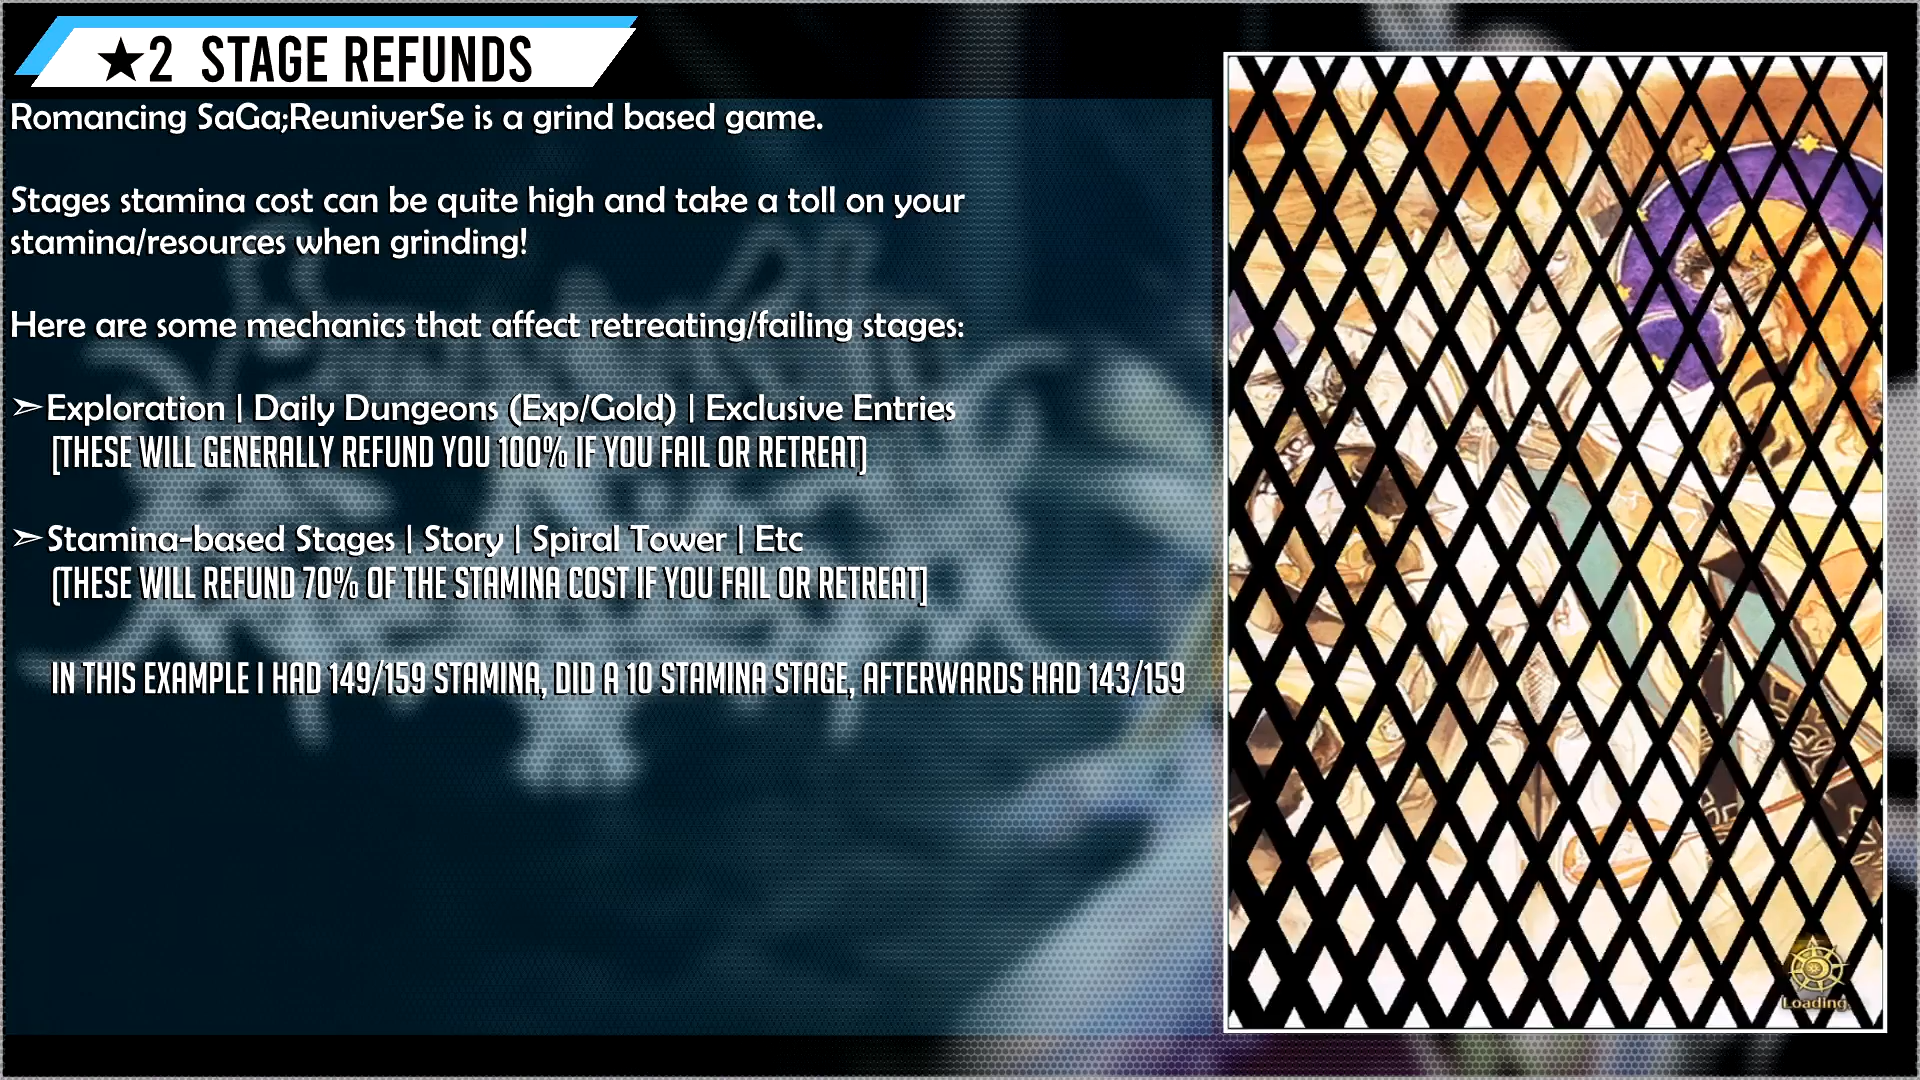 ★2 STAGE REFUNDS
Romancing SaGa;ReuniverSe is a grind based game.
Stages stamina cost can be quite high and take a toll on your
stamina/resources when grinding!
Here are some mechanics that affect retreating/failing stages:
➣Exploration | Daily Dungeons (Exp/Gold) | Exclusive Entries
[THESE WILL GENERALLY REFUND YOU 100% IF YOU FAIL OR RETREAT]
➣Stamina-based Stages | Story | Spiral Tower | Etc
[THESE WILL REFUND 70% OF THE STAMINA COST IF YOU FAIL OR RETREAT]
IN THIS EXAMPLE I HAD 149/159 STAMINA, DID A 10 STAMINA STAGE, AFTERWARDS HAD 143/159
Loading.